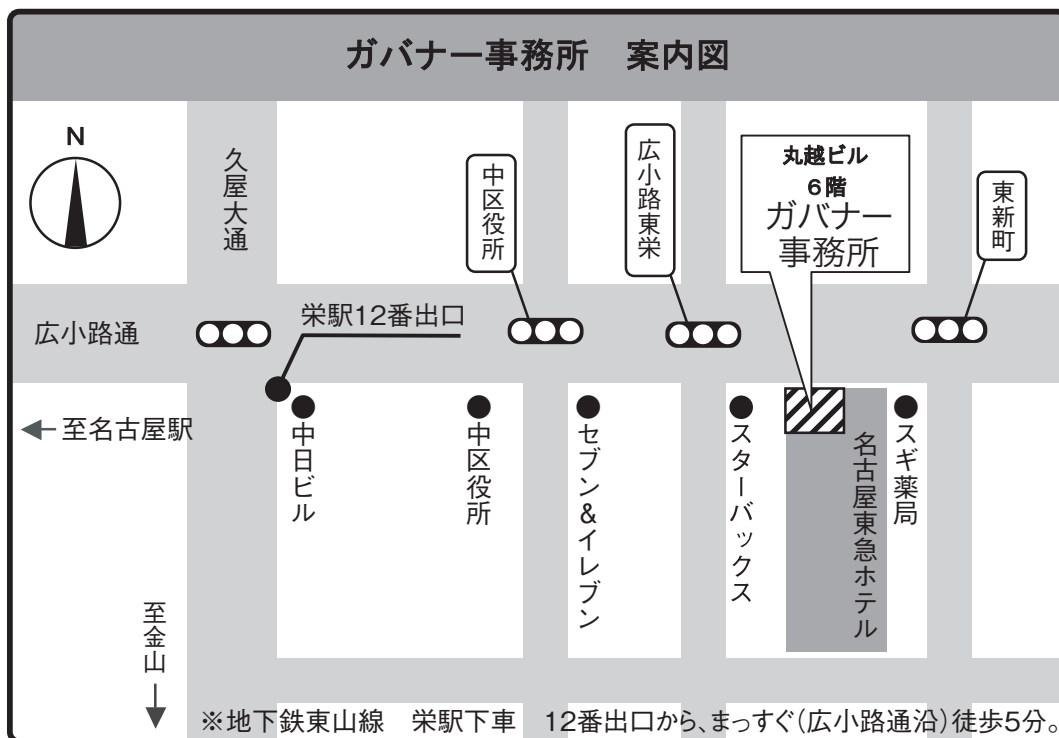 ガバナー事務所　案内図
N
久屋大通
中区役所
広小路東栄
丸越ビル
6階
ガバナー
事務所
東新町
広小路通
栄駅12番出口
←至名古屋駅
中日ビル
中区役所
セブン&イレブン
スターバックス
名古屋東急ホテル
スギ薬局
至金山
※地下鉄東山線　栄駅下車　12番出口から、まっすぐ(広小路通沿)徒歩5分。